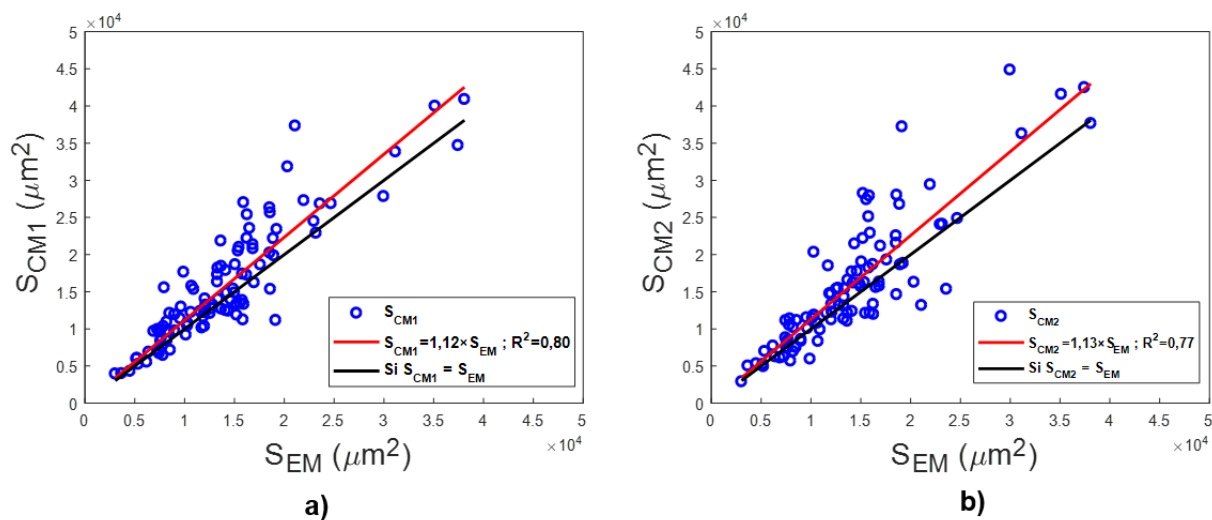 ×10⁴
5
4.5
4
3.5
3
2.5
2
1.5
1
0.5
0
S_CM1 (μm²)
S_CM1
S_CM1=1,12×S_EM ; R²=0,80
Si S_CM1 = S_EM
0 0.5 1 1.5 2 2.5 3 3.5 4 4.5 5
×10⁴
S_EM (μm²)
a)
×10⁴
5
4.5
4
3.5
3
2.5
2
1.5
1
0.5
0
S_CM2 (μm²)
S_CM2
S_CM2=1,13×S_EM ; R²=0,77
Si S_CM2 = S_EM
0 0.5 1 1.5 2 2.5 3 3.5 4 4.5 5
×10⁴
S_EM (μm²)
b)